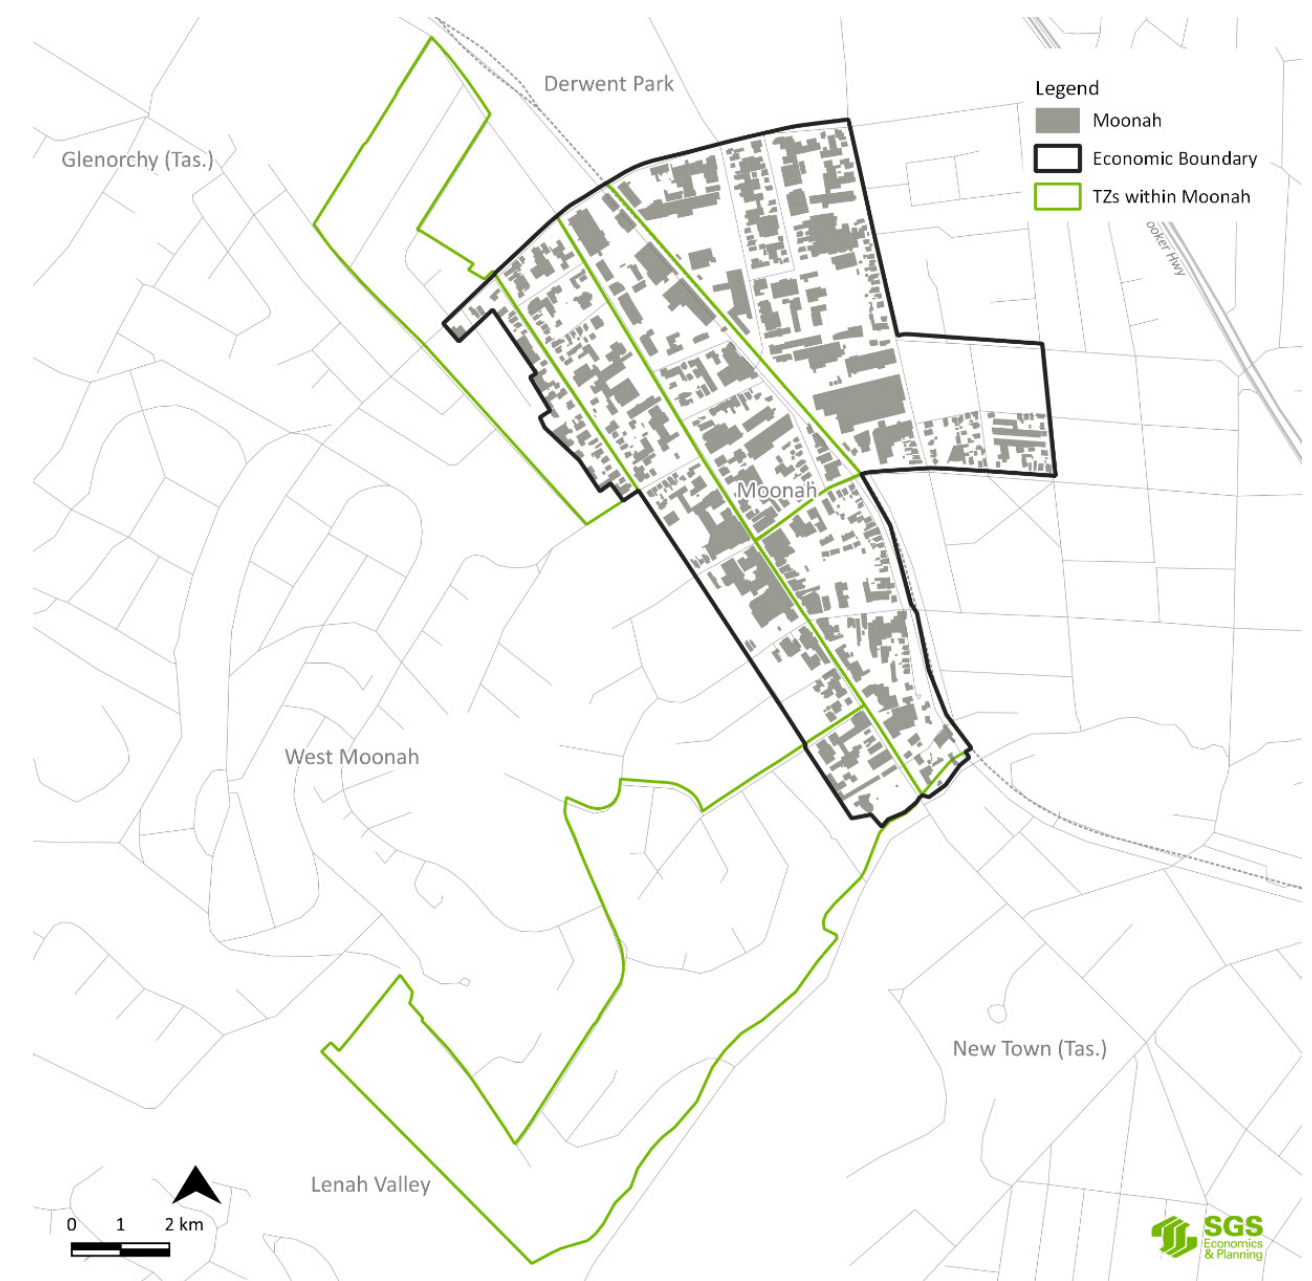 Derwent Park
Legend
Moonah
Economic Boundary
TZs within Moonah
Glenorchy (Tas.)
ooker Hwy
Moonah
West Moonah
New Town (Tas.)
Lenah Valley
0 1 2 km
SGS
Economics
& Planning